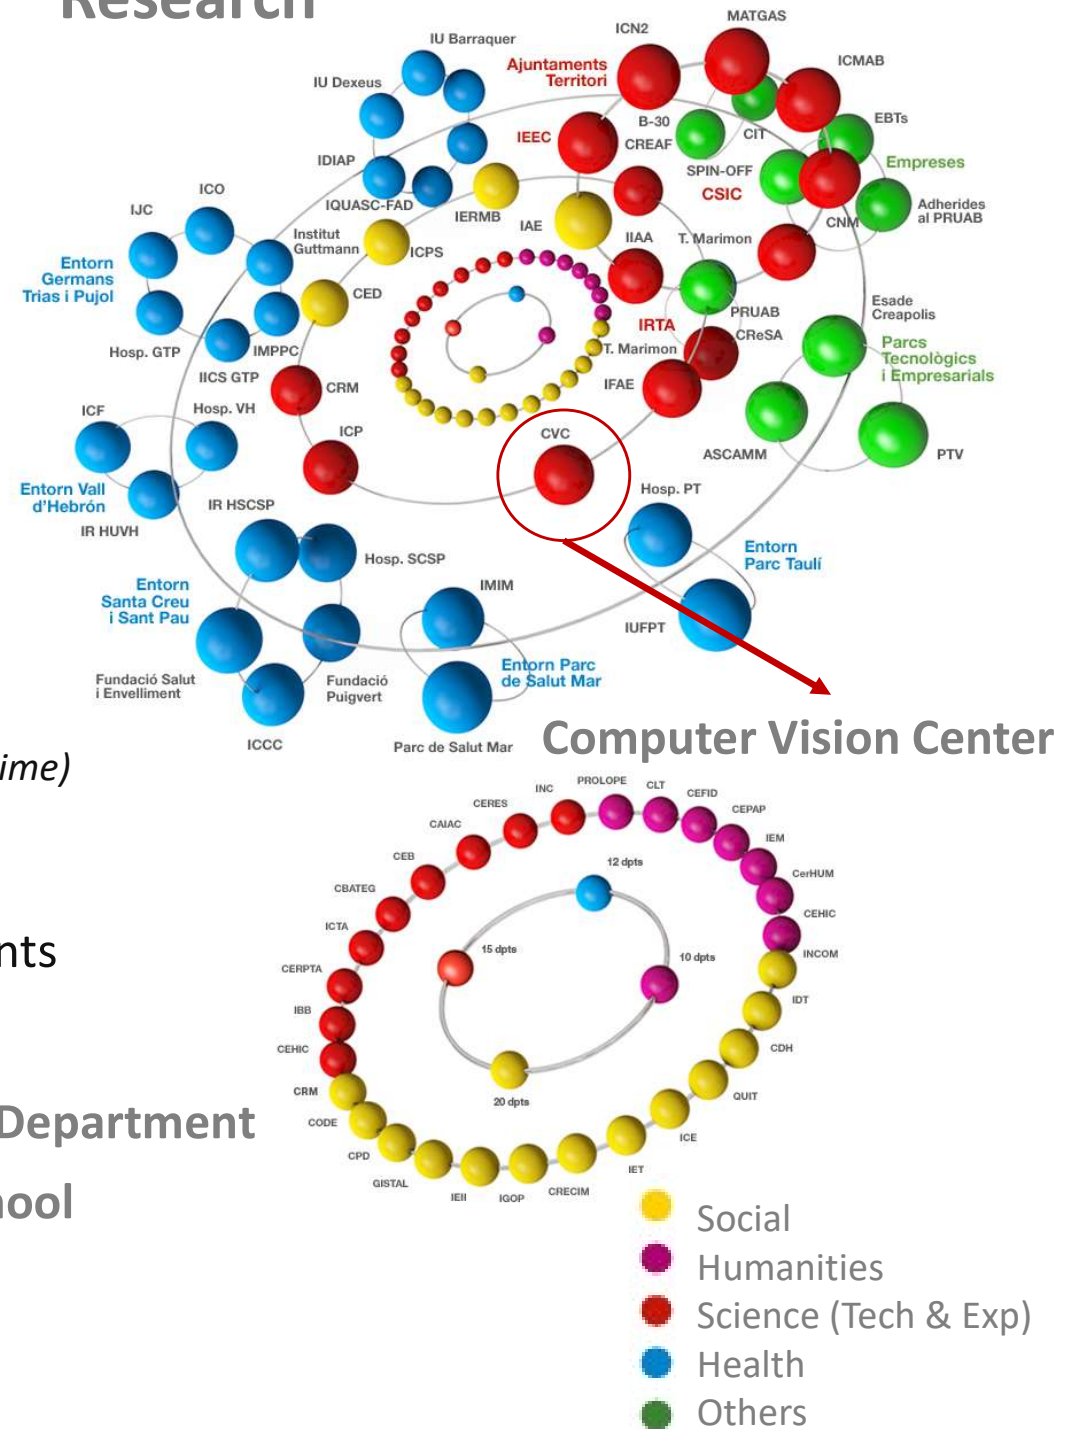 Research
MATGAS
ICN2
IU Barraquer
Ajuntaments
Territori
ICMAB
IU Dexeus
B-30
EBTs
IEEC
CREAF
CIT
IDIAP
SPIN-OFF
Empreses
CSIC
ICO
IQUASC-FAD
Adherides
al PRUAB
IJC
IERMB
IAE
CNM
Institut
Guttmann
IIAA
T. Marimon
ICPS
Entorn
Germans
Trias i Pujol
CED
Esade
Creapolis
PRUAB
IRTA
CReSA
Hosp. GTP
IMPPC
T. Marimon
Parcs
Tecnològics
i Empresarials
IICS GTP
CRM
IFAE
ICF
Hosp. VH
ICP
CVC
ASCAMM
PTV
Entorn Vall
d'Hebrón
Hosp. PT
IR HSCSP
IR HUVH
Entorn
Parc Taulí
Hosp. SCSP
Entorn
Santa Creu
i Sant Pau
IMIM
IUFPT
Entorn Parc
de Salut Mar
Fundació Salut
i Envelliment
Fundació
Puigvert
ICCC
Parc de Salut Mar
Computer Vision Center
ime)
PROLOPE
CLT
INC
CEFID
CERES
CEPAP
CAIAC
IEM
CEB
12 dpts
CerHUM
CBATEG
CEHIC
ICTA
15 dpts
10 dpts
INCOM
nts
CERPTA
IDT
IBB
CEHIC
CDH
CRM
QUIT
20 dpts
CODE
Department
ICE
CPD
IET
GISTAL
IEII
IGOP
CRECIM
hool
Social
Humanities
Science (Tech & Exp)
Health
Others